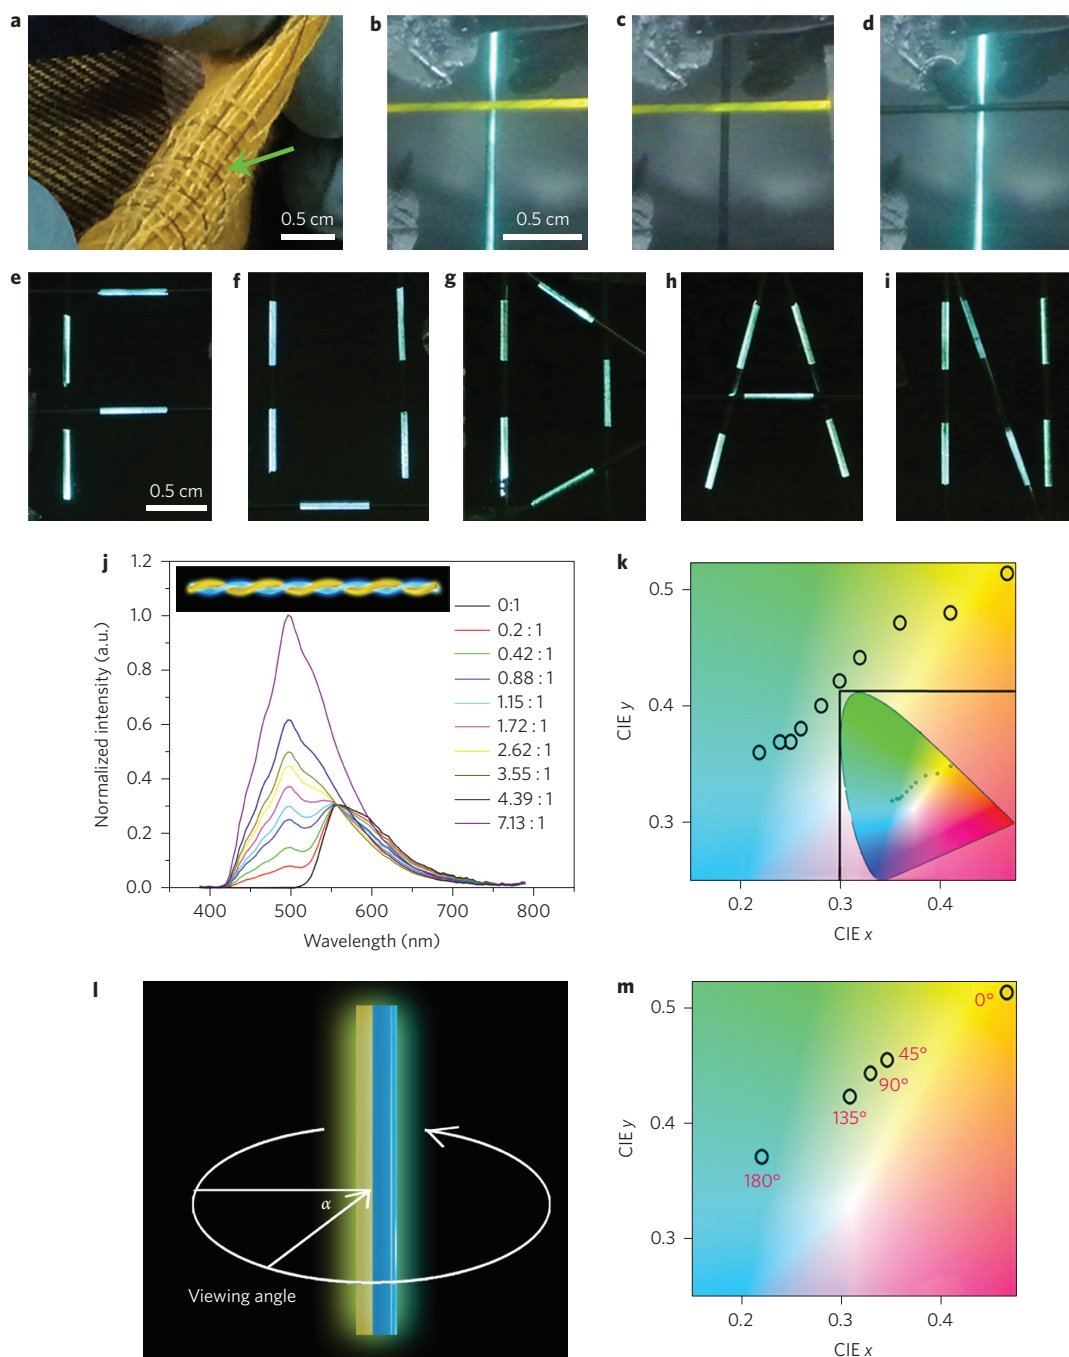 a
b
c
d
0.5 cm
0.5 cm
e
f
g
h
i
0.5 cm
j
Normalized intensity (a.u.)
1.2
1.0
0.8
0.6
0.4
0.2
0.0
0:1
0.2 : 1
0.42 : 1
0.88 : 1
1.15 : 1
1.72 : 1
2.62 : 1
3.55 : 1
4.39 : 1
7.13 : 1
400 500 600 700 800
Wavelength (nm)
k
CIE y
0.5
0.4
0.3
0.2 0.3 0.4
CIE x
l
α
Viewing angle
m
CIE y
0.5
0.4
0.3
0°
45°
90°
135°
180°
0.2 0.3 0.4
CIE x